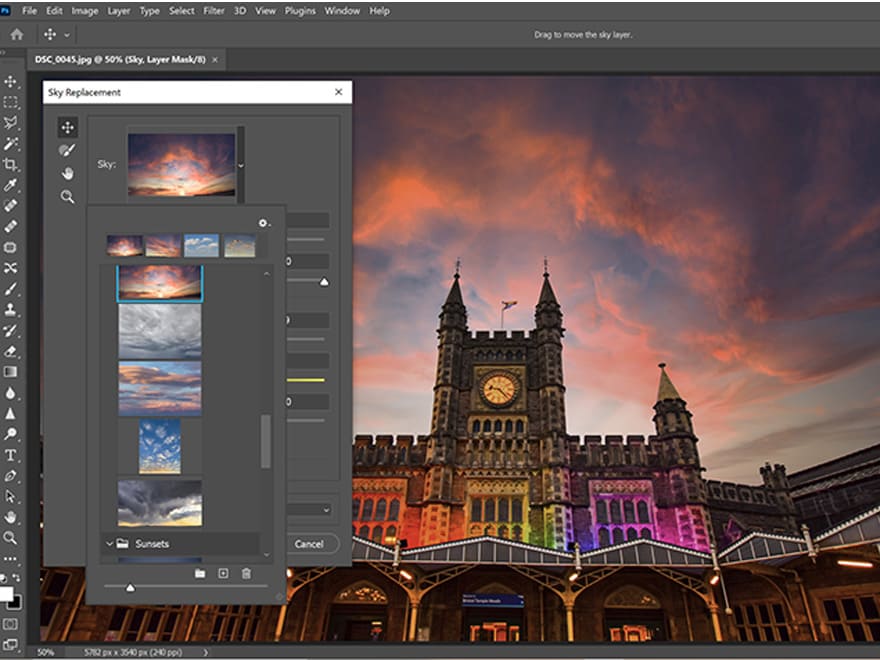 Ps File Edit Image Layer Type Select Filter 3D View Plugins Window Help
Drag to move the sky layer.
DSC_0045.jpg @ 50% (Sky, Layer Mask/8) ×
Sky Replacement
Sky:
0
0
Sunsets
Cancel
Bristol Temple Meads
50% 5782 px x 3540 px (240 ppi)